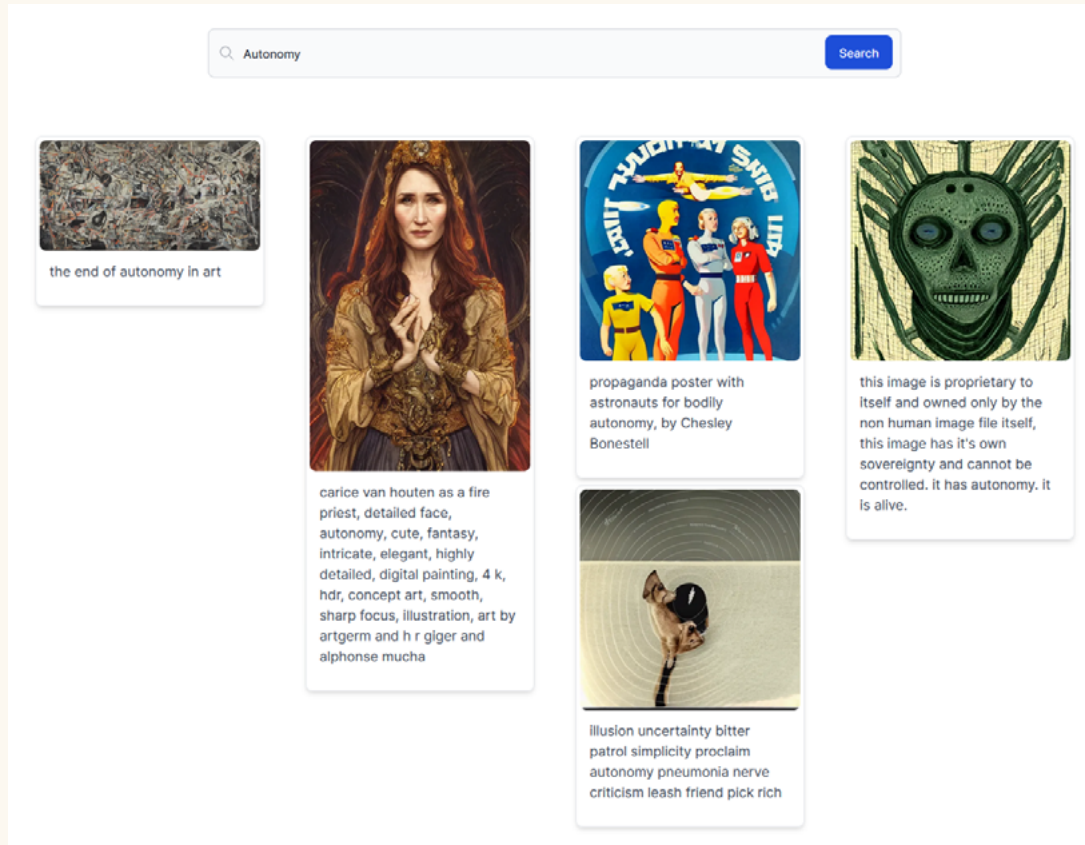 Autonomy
Search
the end of autonomy in art
carice van houten as a fire
priest, detailed face,
autonomy, cute, fantasy,
intricate, elegant, highly
detailed, digital painting, 4 k,
hdr, concept art, smooth,
sharp focus, illustration, art by
artgerm and h r giger and
alphonse mucha
propaganda poster with
astronauts for bodily
autonomy, by Chesley
Bonestell
illusion uncertainty bitter
patrol simplicity proclaim
autonomy pneumonia nerve
criticism leash friend pick rich
this image is proprietary to
itself and owned only by the
non human image file itself,
this image has it's own
sovereignty and cannot be
controlled. it has autonomy. it
is alive.